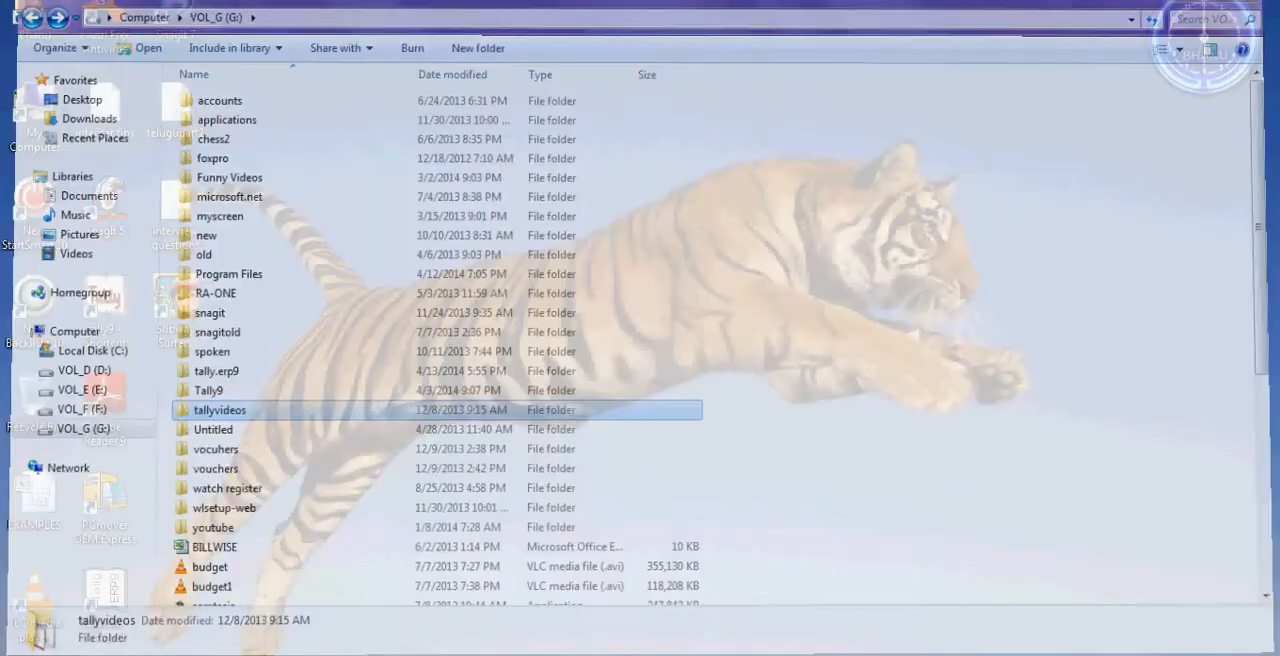 Computer ▸ VOL_G (G:) ▸
Search VO...
Organize Open Include in library Share with Burn New folder
BHANU
Name Date modified Type Size
Favorites
Desktop
Downloads
Recent Places
Libraries
Documents
Music
Pictures
Videos
Homegroup
Computer
Local Disk (C:)
VOL_D (D:)
VOL_E (E:)
VOL_F (F:)
VOL_G (G:)
Network
accounts 6/24/2013 6:31 PM File folder
applications 11/30/2013 10:00 ... File folder
chess2 6/6/2013 8:35 PM File folder
foxpro 12/18/2012 7:10 AM File folder
Funny Videos 3/2/2014 9:03 PM File folder
microsoft.net 7/4/2013 8:38 PM File folder
myscreen 3/15/2013 9:01 PM File folder
new 10/10/2013 8:31 AM File folder
old 4/6/2013 9:03 PM File folder
Program Files 4/12/2014 7:05 PM File folder
RA-ONE 5/3/2013 11:59 AM File folder
snagit 11/24/2013 9:35 AM File folder
snagitold 7/7/2013 2:36 PM File folder
spoken 10/11/2013 7:44 PM File folder
tally.erp9 4/13/2014 5:55 PM File folder
Tally9 4/3/2014 9:07 PM File folder
tallyvideos 12/8/2013 9:15 AM File folder
Untitled 4/28/2013 11:40 AM File folder
vocuhers 12/9/2013 2:38 PM File folder
vouchers 12/9/2013 2:42 PM File folder
watch register 8/25/2013 4:58 PM File folder
wlsetup-web 11/30/2013 10:01 ... File folder
youtube 1/8/2014 7:28 AM File folder
BILLWISE 6/2/2013 1:14 PM Microsoft Office E... 10 KB
budget 7/7/2013 7:27 PM VLC media file (.avi) 355,130 KB
budget1 7/7/2013 7:38 PM VLC media file (.avi) 118,208 KB
My
Computer
EXAMPLES
PCmover
OEM Express
tallyvideos Date modified: 12/8/2013 9:15 AM
File folder